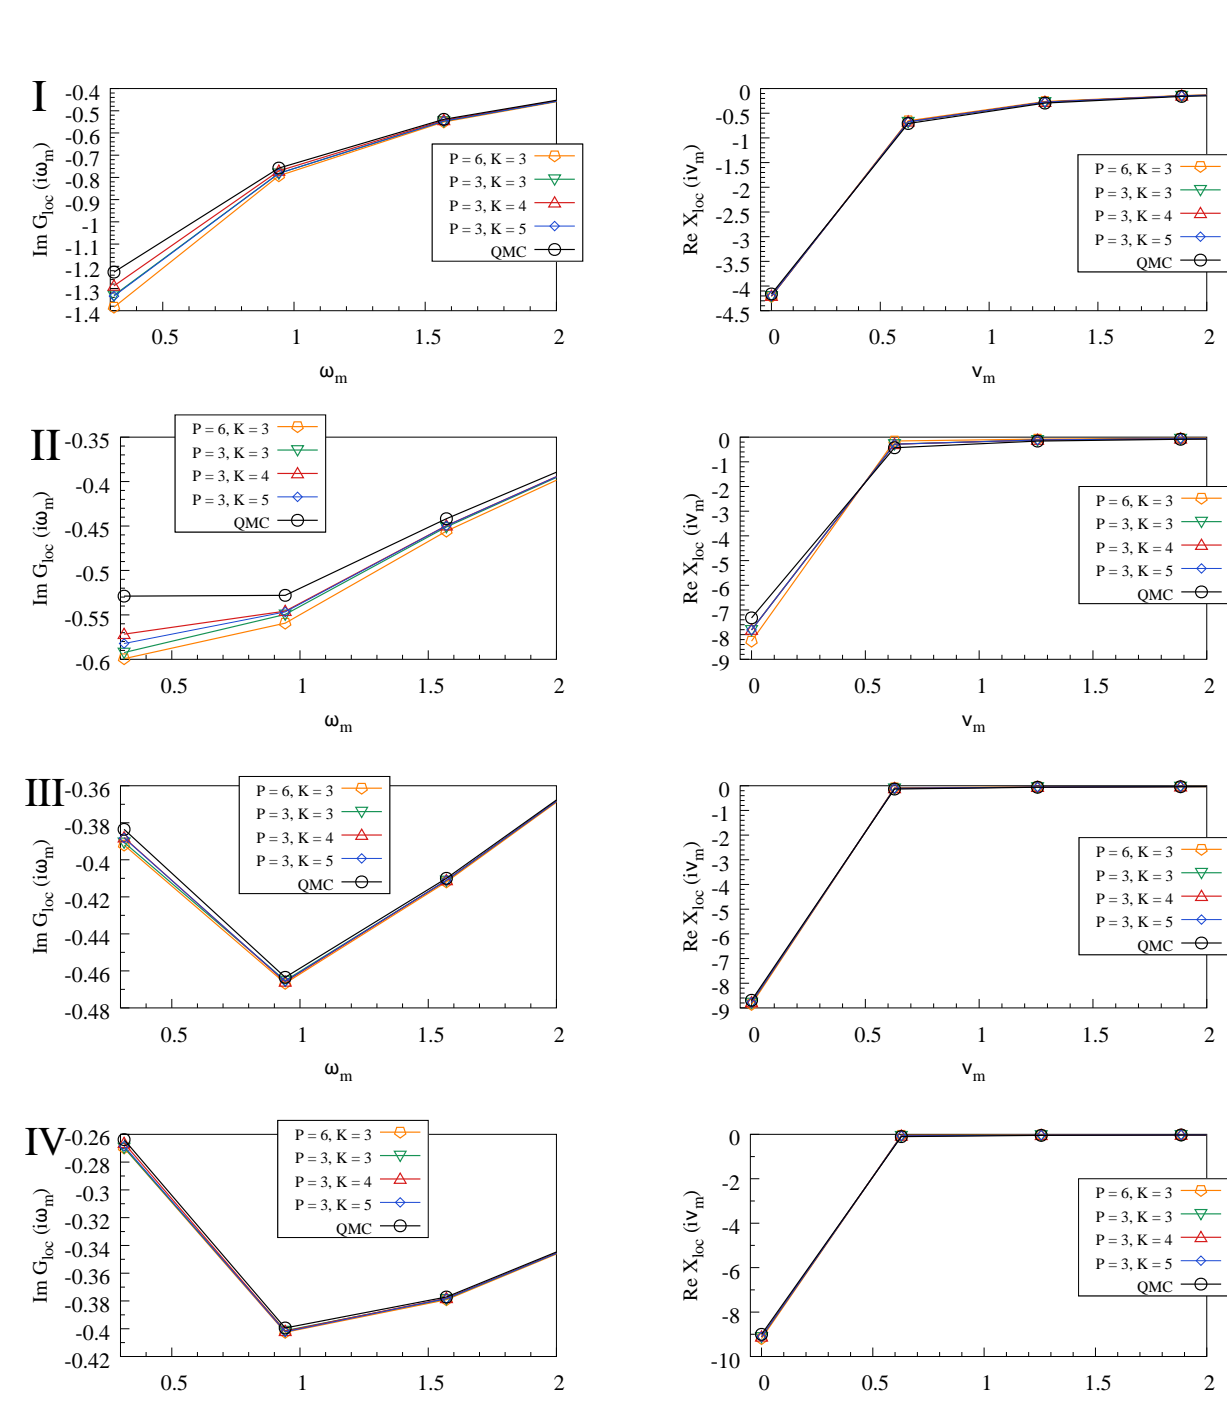 I
-0.4
-0.5
-0.6
-0.7
-0.8
-0.9
-1
-1.1
-1.2
-1.3
-1.4
Im G_loc (iω_m)
P = 6, K = 3
P = 3, K = 3
P = 3, K = 4
P = 3, K = 5
QMC
0.5 1 1.5 2
ω_m
0
-0.5
-1
-1.5
-2
-2.5
-3
-3.5
-4
-4.5
Re X_loc (iν_m)
P = 6, K = 3
P = 3, K = 3
P = 3, K = 4
P = 3, K = 5
QMC
0 0.5 1 1.5 2
ν_m
II
-0.35
-0.4
-0.45
-0.5
-0.55
-0.6
Im G_loc (iω_m)
P = 6, K = 3
P = 3, K = 3
P = 3, K = 4
P = 3, K = 5
QMC
0.5 1 1.5 2
ω_m
0
-1
-2
-3
-4
-5
-6
-7
-8
-9
Re X_loc (iν_m)
P = 6, K = 3
P = 3, K = 3
P = 3, K = 4
P = 3, K = 5
QMC
0 0.5 1 1.5 2
ν_m
III
-0.36
-0.38
-0.4
-0.42
-0.44
-0.46
-0.48
Im G_loc (iω_m)
P = 6, K = 3
P = 3, K = 3
P = 3, K = 4
P = 3, K = 5
QMC
0.5 1 1.5 2
ω_m
0
-1
-2
-3
-4
-5
-6
-7
-8
-9
Re X_loc (iν_m)
P = 6, K = 3
P = 3, K = 3
P = 3, K = 4
P = 3, K = 5
QMC
0 0.5 1 1.5 2
ν_m
IV
-0.26
-0.28
-0.3
-0.32
-0.34
-0.36
-0.38
-0.4
-0.42
Im G_loc (iω_m)
P = 6, K = 3
P = 3, K = 3
P = 3, K = 4
P = 3, K = 5
QMC
0.5 1 1.5 2
0
-2
-4
-6
-8
-10
Re X_loc (iν_m)
P = 6, K = 3
P = 3, K = 3
P = 3, K = 4
P = 3, K = 5
QMC
0 0.5 1 1.5 2